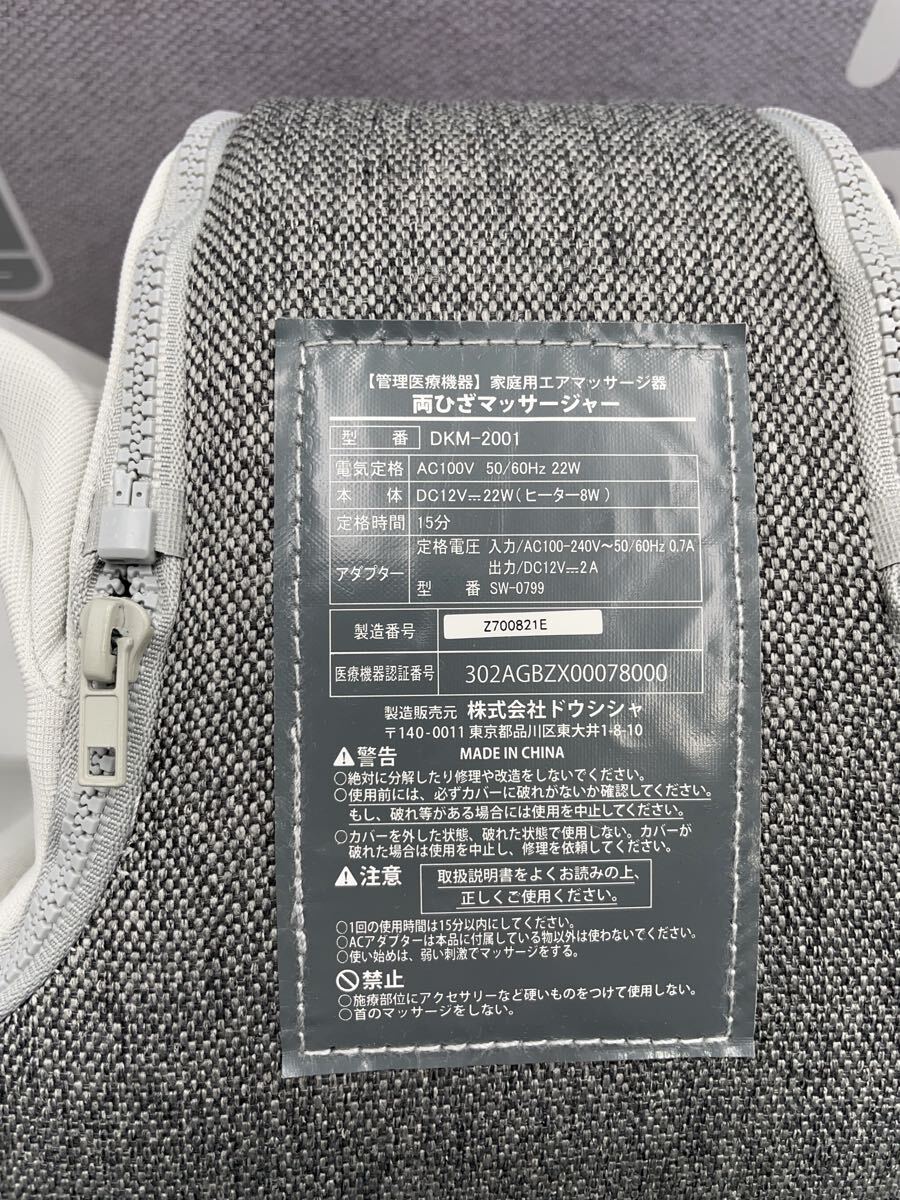 【管理医療機器】家庭用エアマッサージ器
両ひざマッサージャー
型 番 DKM-2001
電気定格 AC100V 50/60Hz 22W
本 体 DC12V⎓22W(ヒーター8W)
定格時間 15分
アダプター 定格電圧 入力/AC100-240V～50/60Hz 0.7A
出力/DC12V⎓2A
型 番 SW-0799
製造番号 Z700821E
医療機器認証番号 302AGBZX00078000
製造販売元 株式会社ドウシシャ
〒140-0011 東京都品川区東大井1-8-10
MADE IN CHINA
⚠警告
○絶対に分解したり修理や改造をしないでください。
○使用前には、必ずカバーに破れがないか確認してください。
もし、破れ等がある場合には使用を中止してください。
○カバーを外した状態、破れた状態で使用しない。カバーが
破れた場合は使用を中止し、修理を依頼してください。
⚠注意 取扱説明書をよくお読みの上、
正しくご使用ください。
○1回の使用時間は15分以内にしてください。
○ACアダプターは本品に付属している物以外は使わないでください。
○使い始めは、弱い刺激でマッサージをする。
🚫禁止
○施療部位にアクセサリーなど硬いものをつけて使用しない。
○首のマッサージをしない。